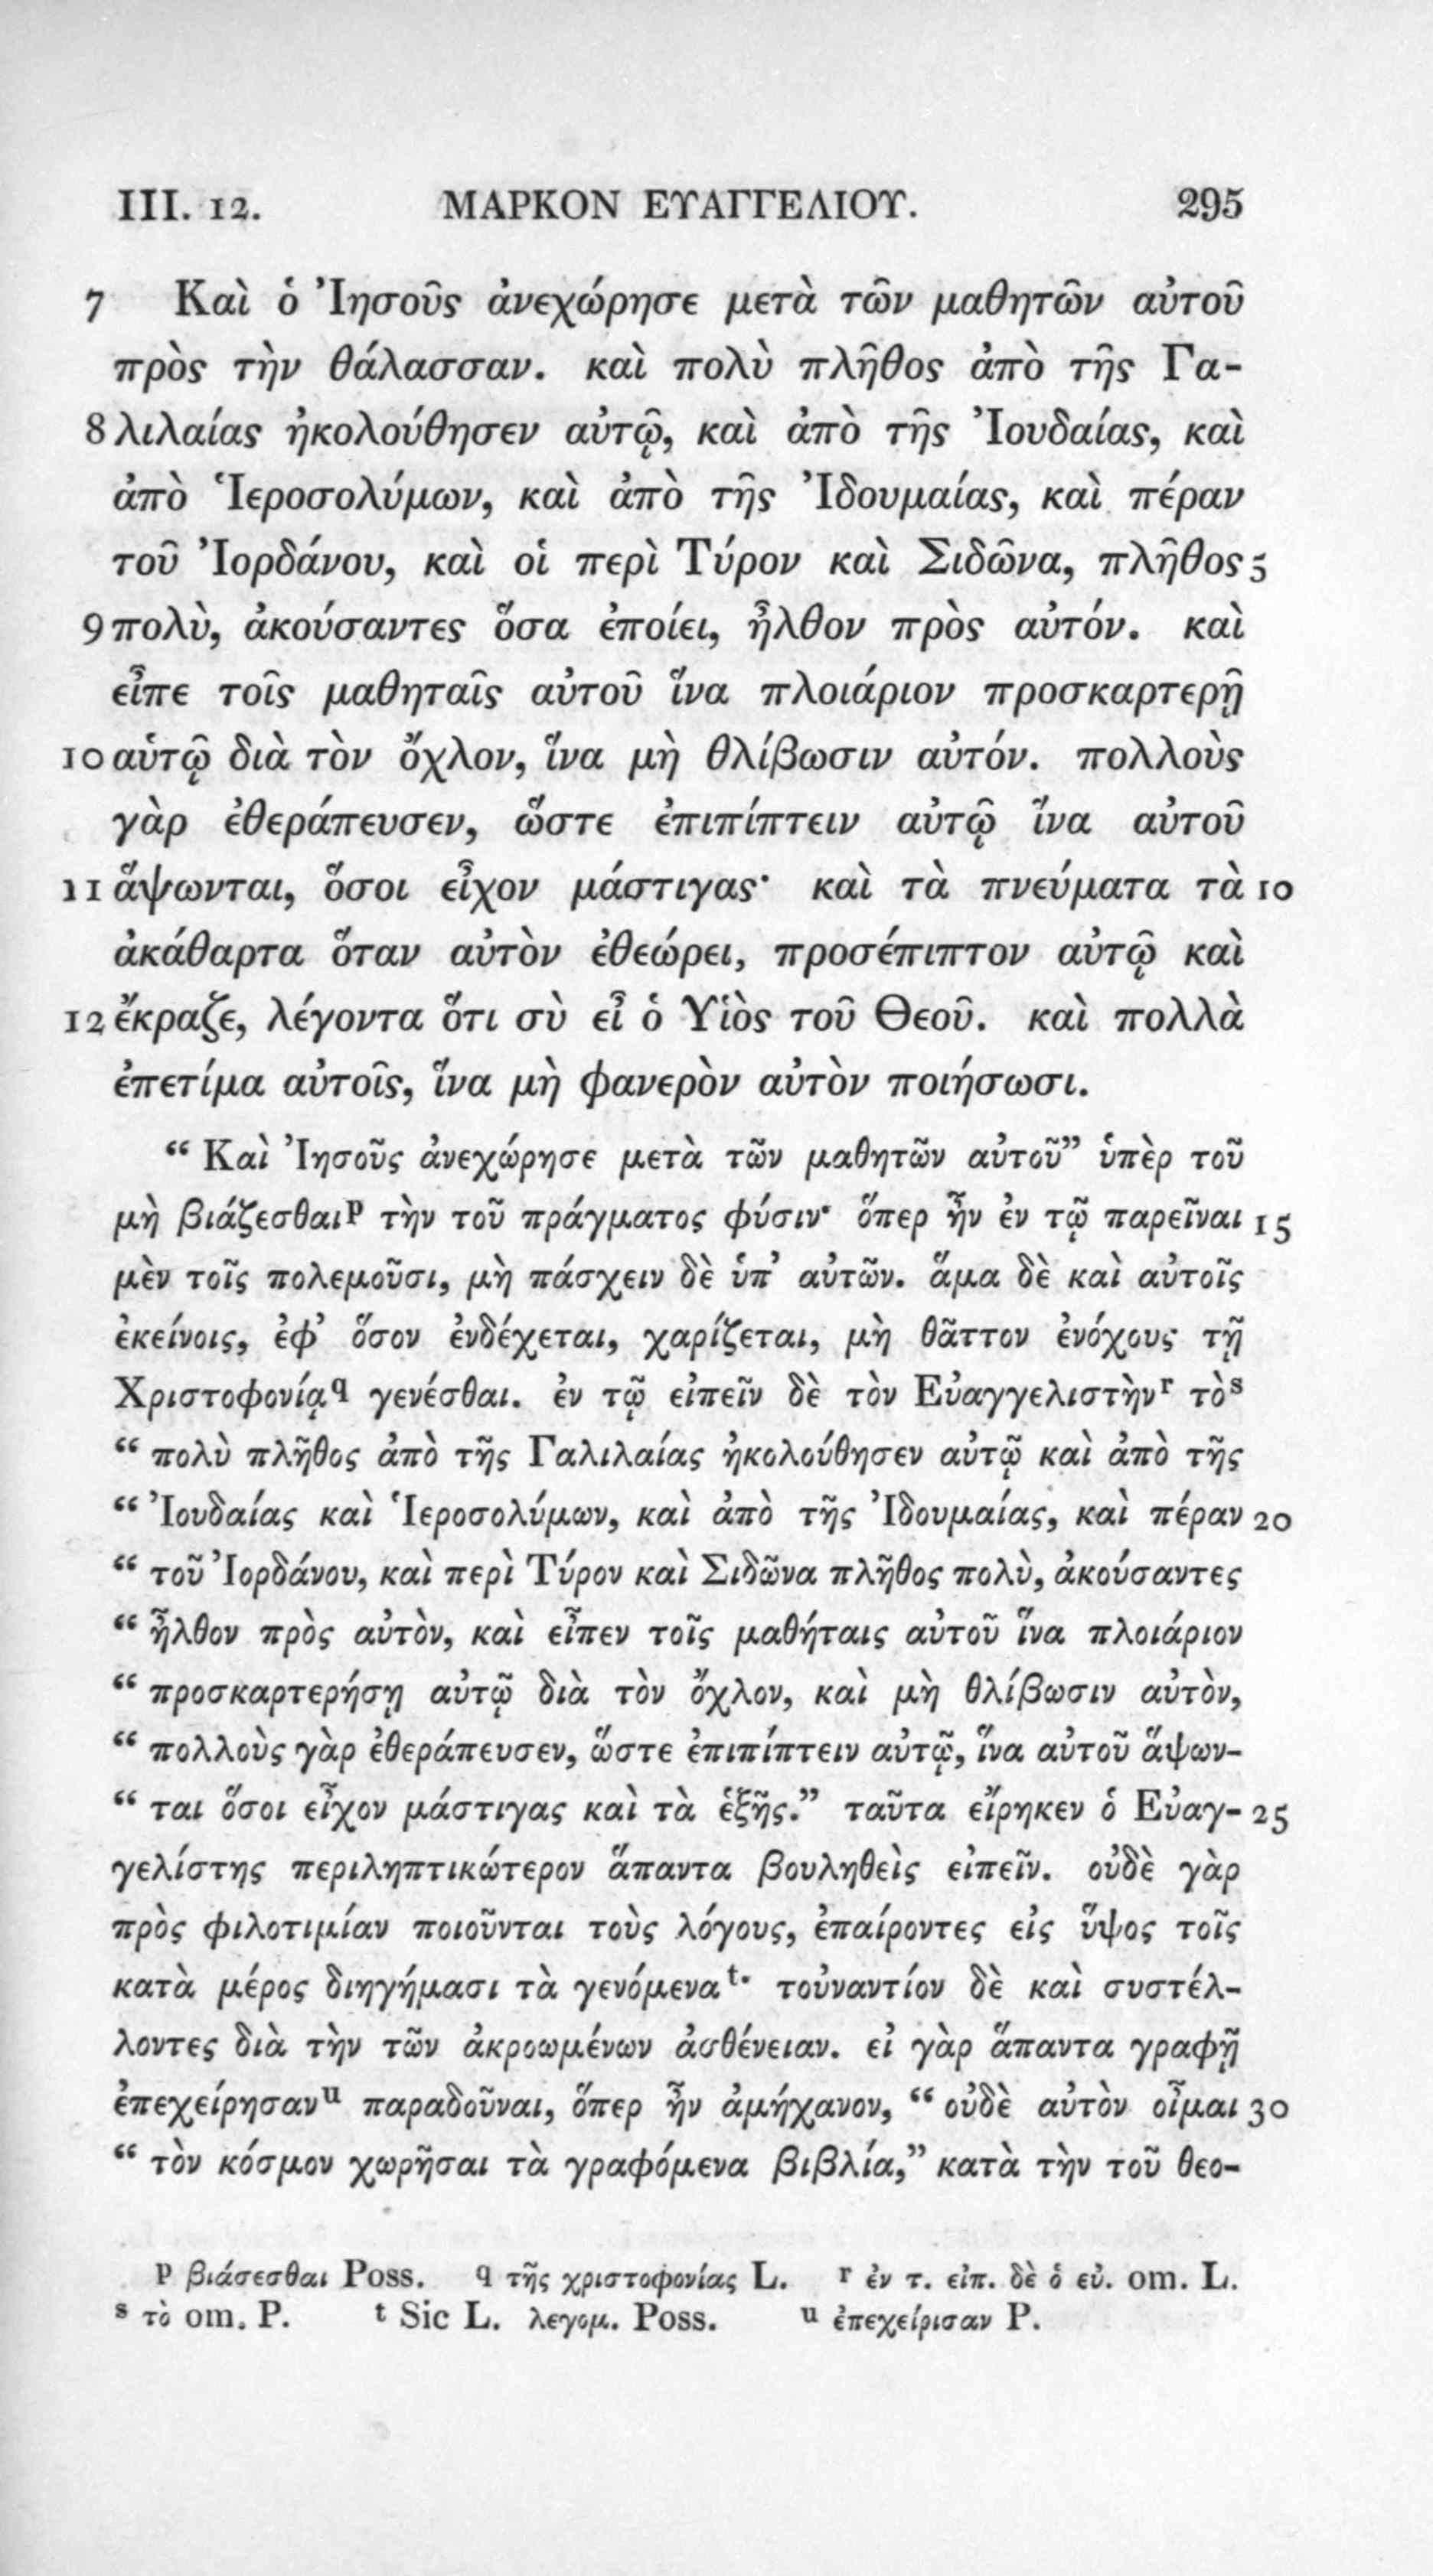 III. 12. ΜΑΡΚΟΝ ΕΥΑΓΓΕΛΙΟΥ. 295
7 Καὶ ὁ Ἰησοῦς ἀνεχώρησε μετὰ τῶν μαθητῶν αὐτοῦ
πρὸς τὴν θάλασσαν. καὶ πολὺ πλῆθος ἀπὸ τῆς Γα-
8 λιλαίας ἠκολούθησεν αὐτῷ, καὶ ἀπὸ τῆς Ἰουδαίας, καὶ
ἀπὸ Ἱεροσολύμων, καὶ ἀπὸ τῆς Ἰδουμαίας, καὶ πέραν
τοῦ Ἰορδάνου, καὶ οἱ περὶ Τύρον καὶ Σιδῶνα, πλῆθος 5
9 πολὺ, ἀκούσαντες ὅσα ἐποίει, ἦλθον πρὸς αὐτόν. καὶ
εἶπε τοῖς μαθηταῖς αὐτοῦ ἵνα πλοιάριον προσκαρτερῇ
10 αὐτῷ διὰ τὸν ὄχλον, ἵνα μὴ θλίβωσιν αὐτόν. πολλοὺς
γὰρ ἐθεράπευσεν, ὥστε ἐπιπίπτειν αὐτῷ ἵνα αὐτοῦ
11 ἅψωνται, ὅσοι εἶχον μάστιγας· καὶ τὰ πνεύματα τὰ 10
ἀκάθαρτα ὅταν αὐτὸν ἐθεώρει, προσέπιπτον αὐτῷ καὶ
12 ἔκραζε, λέγοντα ὅτι σὺ εἶ ὁ Υἱὸς τοῦ Θεοῦ. καὶ πολλὰ
ἐπετίμα αὐτοῖς, ἵνα μὴ φανερὸν αὐτὸν ποιήσωσι.
“ Καὶ Ἰησοῦς ἀνεχώρησε μετὰ τῶν μαθητῶν αὐτοῦ” ὑπὲρ τοῦ
μὴ βιάζεσθαι<sup>p</sup> τὴν τοῦ πράγματος φύσιν· ὅπερ ἦν ἐν τῷ παρεῖναι 15
μὲν τοῖς πολεμοῦσι, μὴ πάσχειν δὲ ὑπ’ αὐτῶν. ἅμα δὲ καὶ αὐτοῖς
ἐκείνοις, ἐφ’ ὅσον ἐνδέχεται, χαρίζεται, μὴ θᾶττον ἐνόχους τῇ
Χριστοφονίᾳ<sup>q</sup> γενέσθαι. ἐν τῷ εἰπεῖν δὲ τὸν Εὐαγγελιστὴν<sup>r</sup> τὸ<sup>s</sup>
“ πολὺ πλῆθος ἀπὸ τῆς Γαλιλαίας ἠκολούθησεν αὐτῷ καὶ ἀπὸ τῆς
“ Ἰουδαίας καὶ Ἱεροσολύμων, καὶ ἀπὸ τῆς Ἰδουμαίας, καὶ πέραν 20
“ τοῦ Ἰορδάνου, καὶ περὶ Τύρον καὶ Σιδῶνα πλῆθος πολὺ, ἀκούσαντες
“ ἦλθον πρὸς αὐτὸν, καὶ εἶπεν τοῖς μαθήταις αὐτοῦ ἵνα πλοιάριον
“ προσκαρτερήσῃ αὐτῷ διὰ τὸν ὄχλον, καὶ μὴ θλίβωσιν αὐτὸν,
“ πολλοὺς γὰρ ἐθεράπευσεν, ὥστε ἐπιπίπτειν αὐτῷ, ἵνα αὐτοῦ ἅψων-
“ ται ὅσοι εἶχον μάστιγας καὶ τὰ ἑξῆς.” ταῦτα εἴρηκεν ὁ Εὐαγ- 25
γελίστης περιληπτικώτερον ἅπαντα βουληθεὶς εἰπεῖν. οὐδὲ γὰρ
πρὸς φιλοτιμίαν ποιοῦνται τοὺς λόγους, ἐπαίροντες εἰς ὕψος τοῖς
κατὰ μέρος διηγήμασι τὰ γενόμενα<sup>t</sup>· τοὐναντίον δὲ καὶ συστέλ-
λοντες διὰ τὴν τῶν ἀκροωμένων ἀσθένειαν. εἰ γὰρ ἅπαντα γραφῇ
ἐπεχείρησαν<sup>u</sup> παραδοῦναι, ὅπερ ἦν ἀμήχανον, “ οὐδὲ αὐτὸν οἶμαι 30
“ τὸν κόσμον χωρῆσαι τὰ γραφόμενα βιβλία,” κατὰ τὴν τοῦ θεο-
p βιάσεσθαι Poss. q τῆς χριστοφονίας L. r ἐν τ. εἰπ. δὲ ὁ εὐ. om. L.
s τὸ om. P. t Sic L. λεγομ. Poss. u ἐπεχείρισαν P.